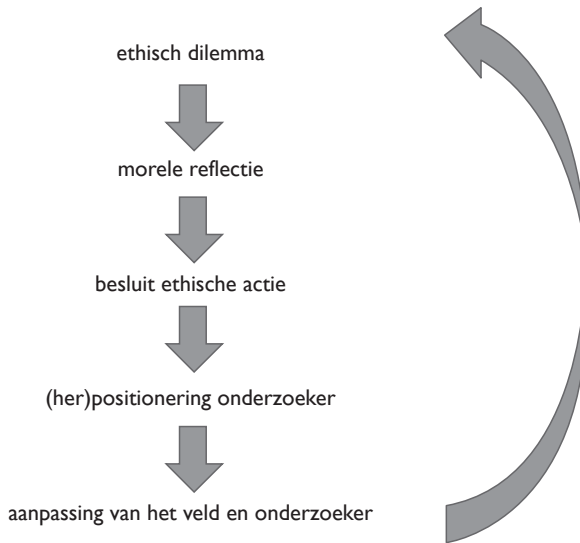 ethisch dilemma
morele reflectie
besluit ethische actie
(her)positionering onderzoeker
aanpassing van het veld en onderzoeker